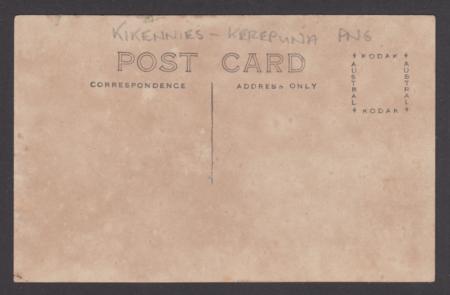 KIKENNIES - KEREPUNA PNG
POST CARD
CORRESPONDENCE
ADDRESS ONLY
KODAK
AUSTRAL
AUSTRAL
KODAK